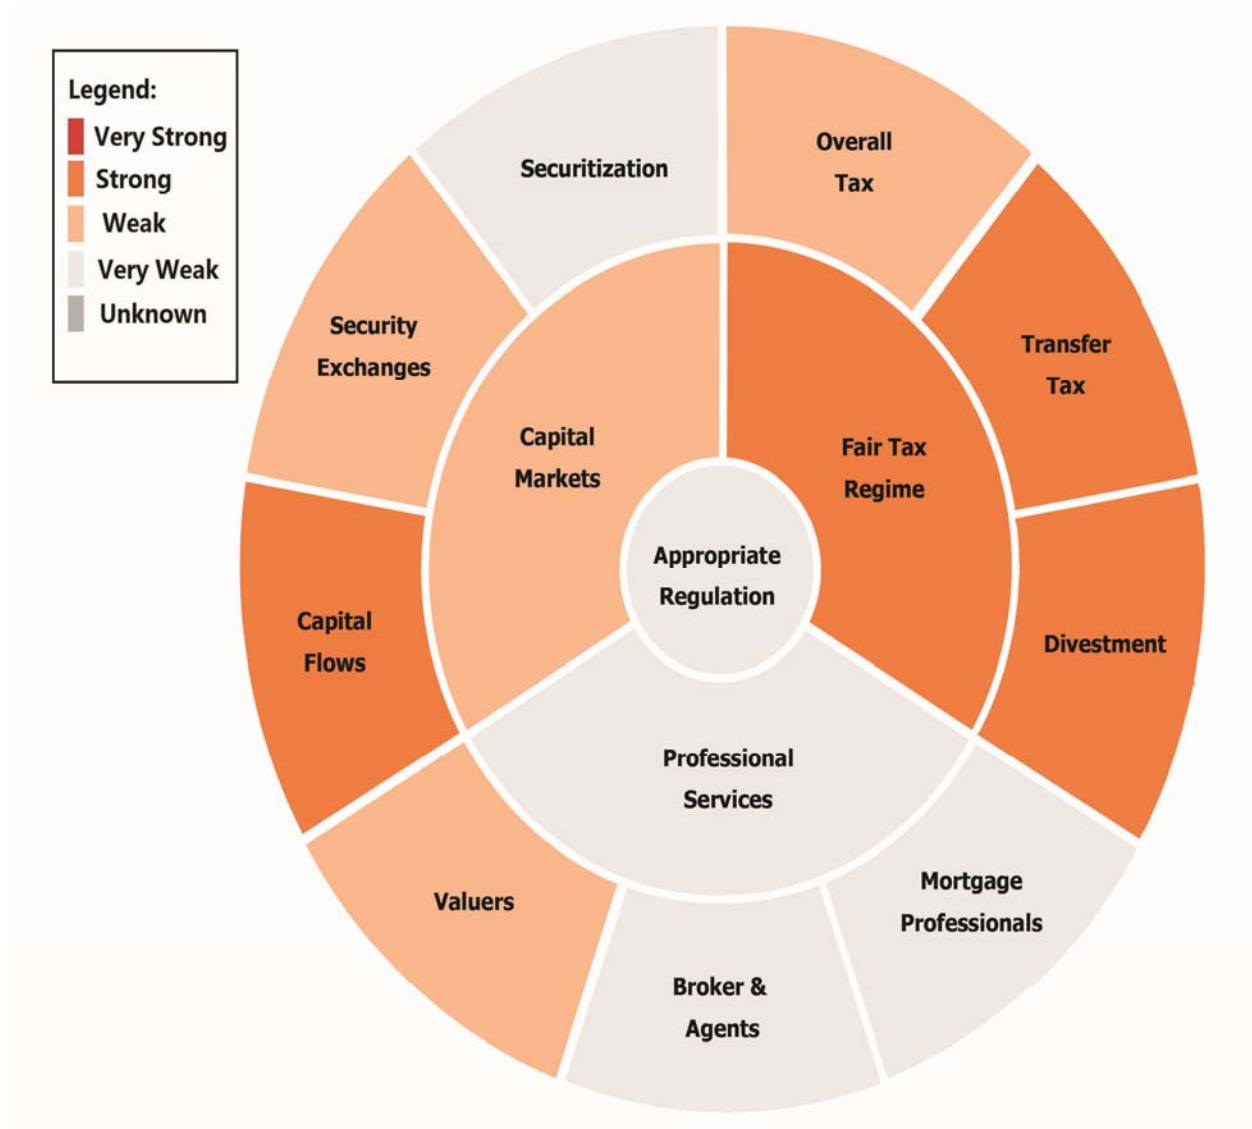 Legend:
Very Strong
Strong
Weak
Very Weak
Unknown
Securitization
Overall
Tax
Security
Exchanges
Transfer
Tax
Capital
Markets
Fair Tax
Regime
Appropriate
Regulation
Capital
Flows
Divestment
Professional
Services
Valuers
Mortgage
Professionals
Broker &
Agents